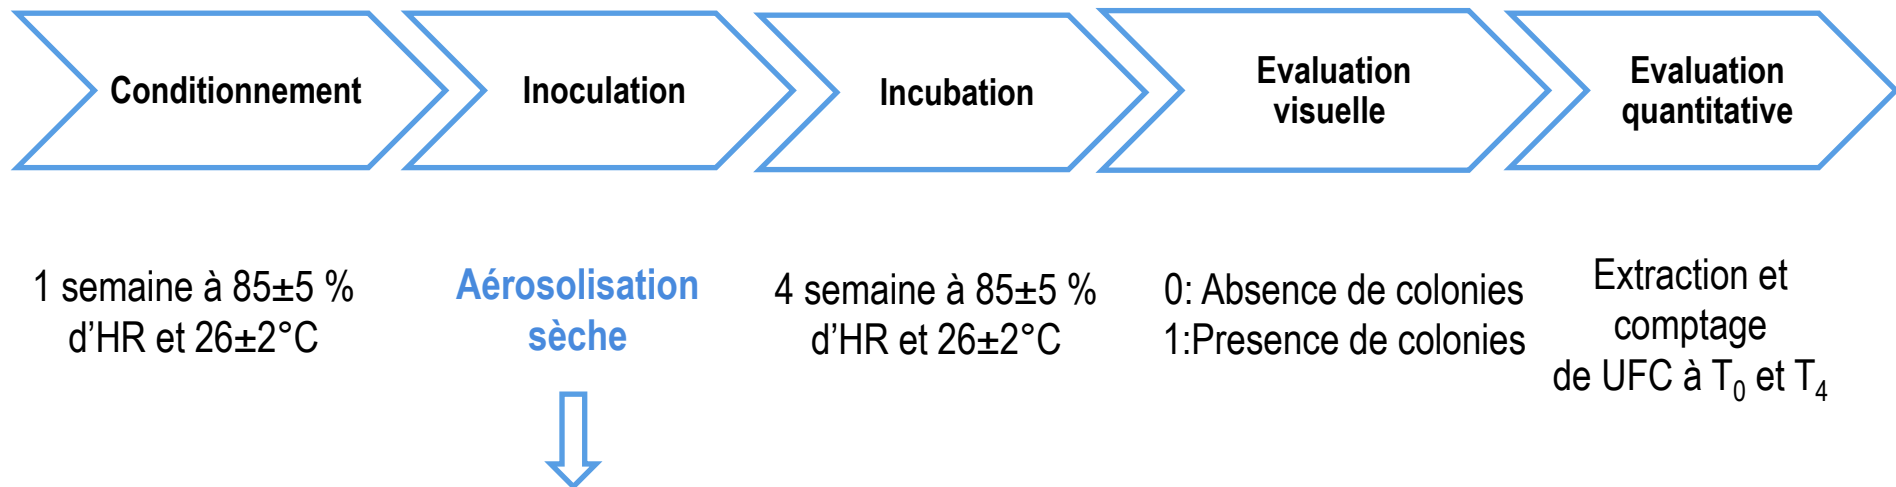 Conditionnement
Inoculation
Incubation
Evaluation
visuelle
Evaluation
quantitative
1 semaine à 85±5 %
d'HR et 26±2°C
Aérosolisation
sèche
4 semaine à 85±5 %
d'HR et 26±2°C
0: Absence de colonies
1:Presence de colonies
Extraction et
comptage
de UFC à T0 et T4